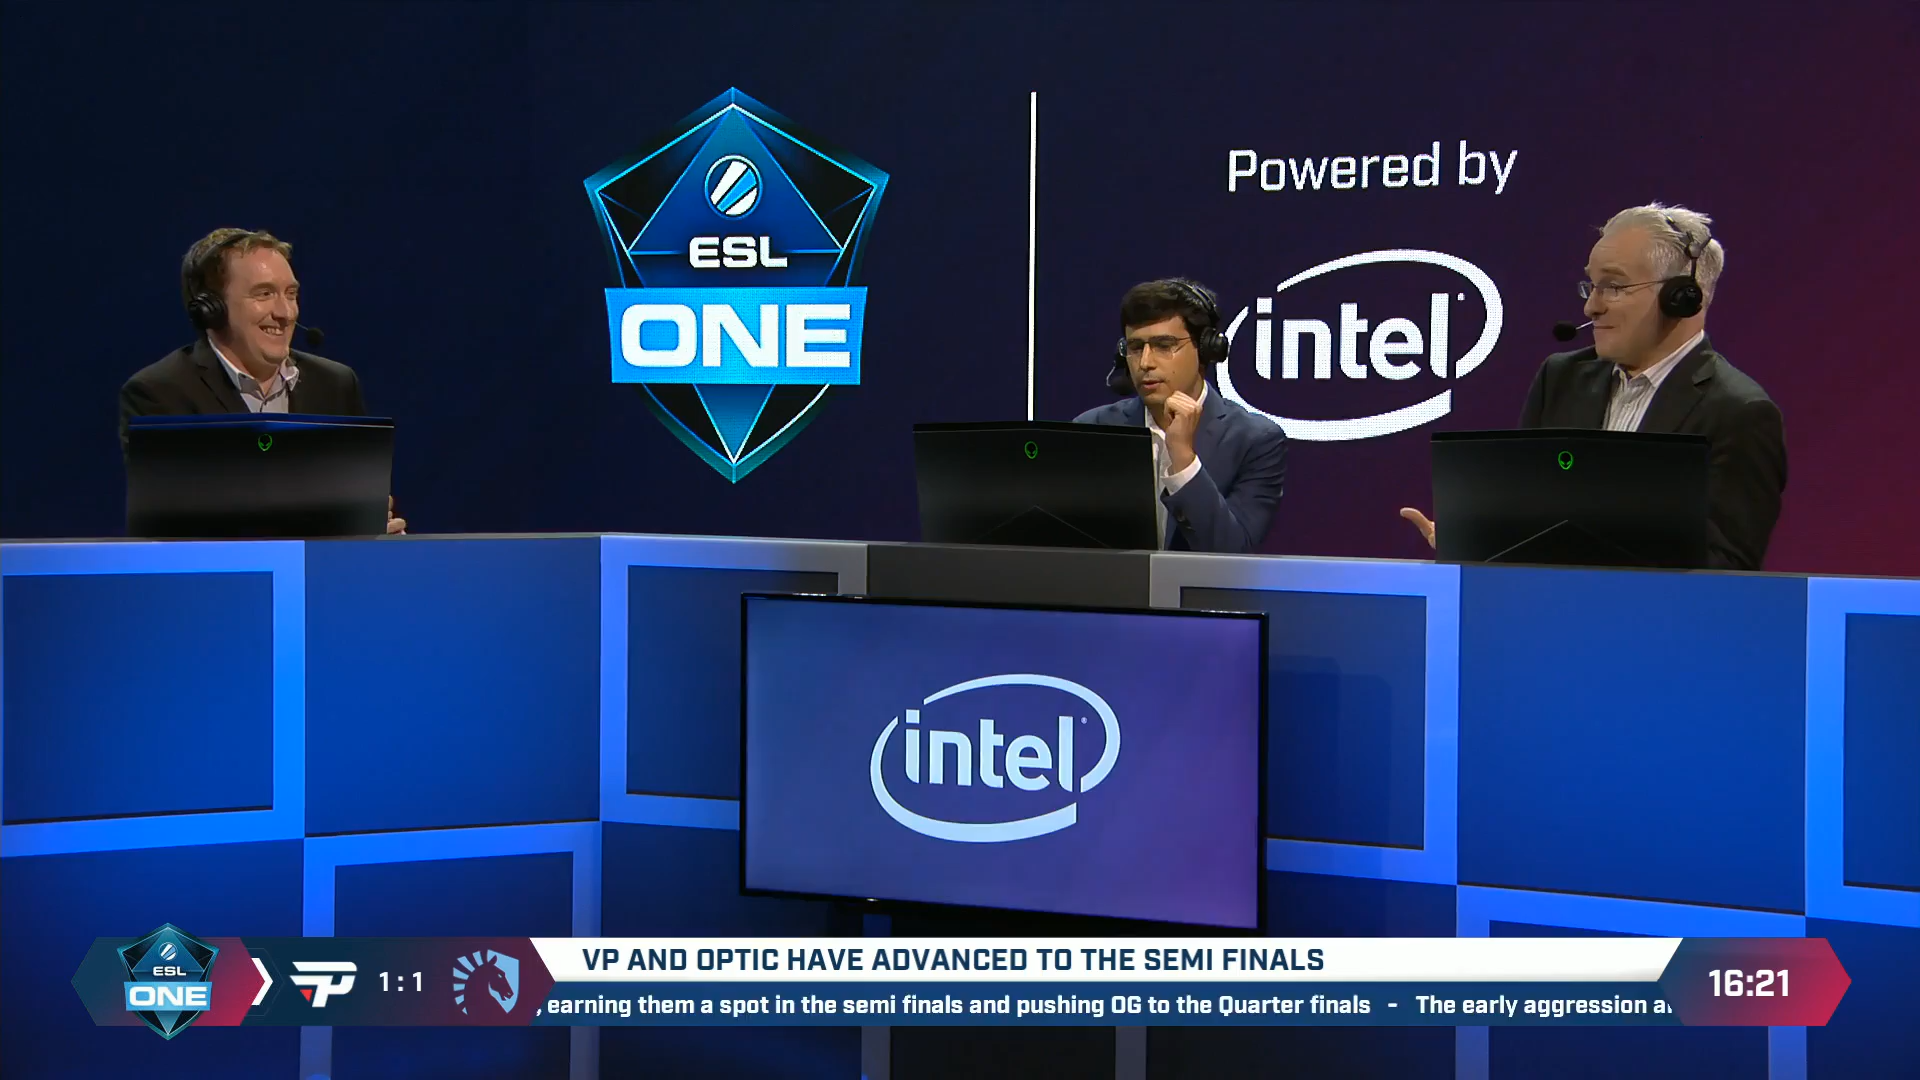 ESL
ONE
Powered by
intel
intel
ESL
ONE
1 : 1
VP AND OPTIC HAVE ADVANCED TO THE SEMI FINALS
, earning them a spot in the semi finals and pushing OG to the Quarter finals - The early aggression
16:21